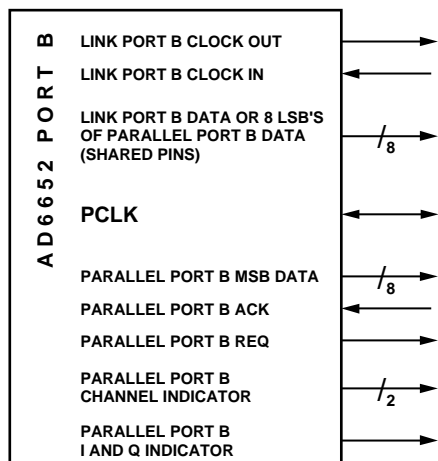 AD6652 PORT B
LINK PORT B CLOCK OUT
LINK PORT B CLOCK IN
LINK PORT B DATA OR 8 LSB'S
OF PARALLEL PORT B DATA
(SHARED PINS)
/8
PCLK
PARALLEL PORT B MSB DATA
/8
PARALLEL PORT B ACK
PARALLEL PORT B REQ
PARALLEL PORT B
CHANNEL INDICATOR
/2
PARALLEL PORT B
I AND Q INDICATOR